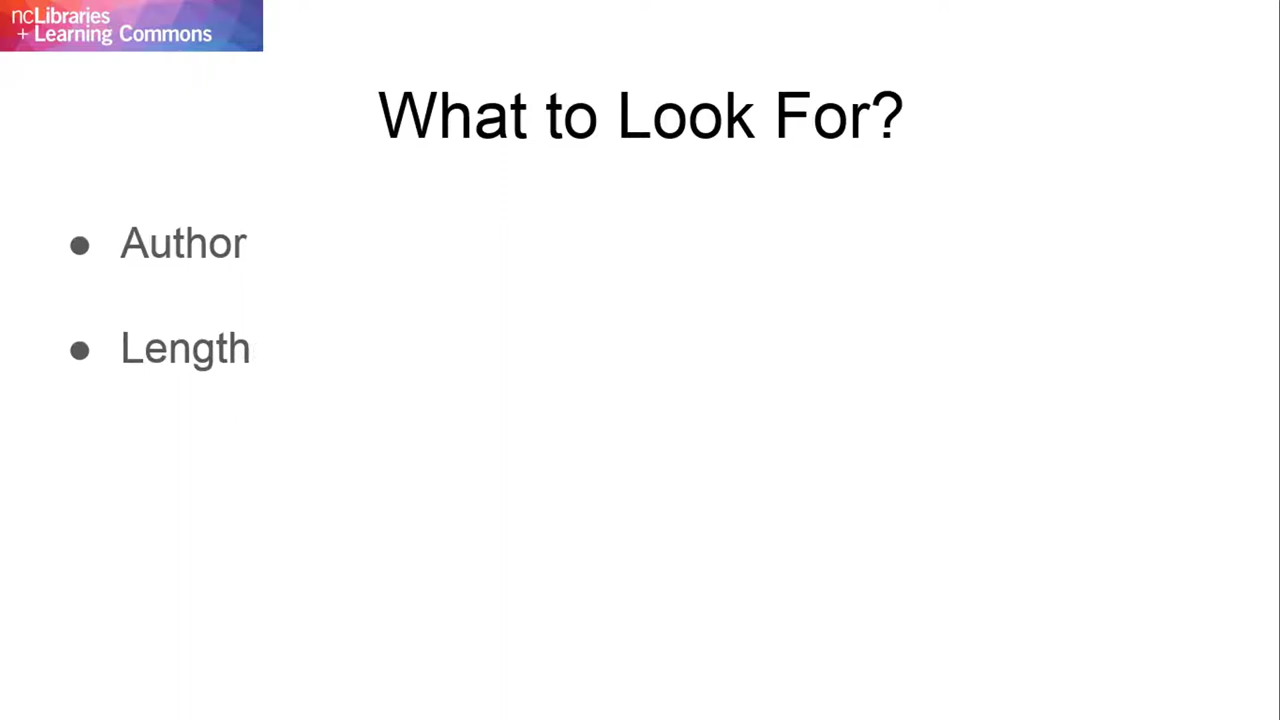 ncLibraries
+ Learning Commons
What to Look For?
● Author
● Length